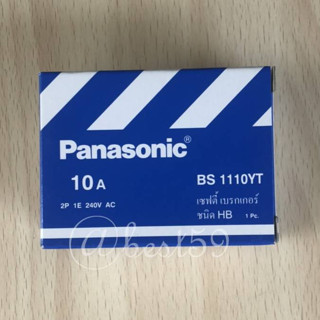 Panasonic®
10 A
BS 1110YT
2P 1E 240V AC
เซฟตี้ เบรกเกอร์
ชนิด HB 1 Pc.
@best59